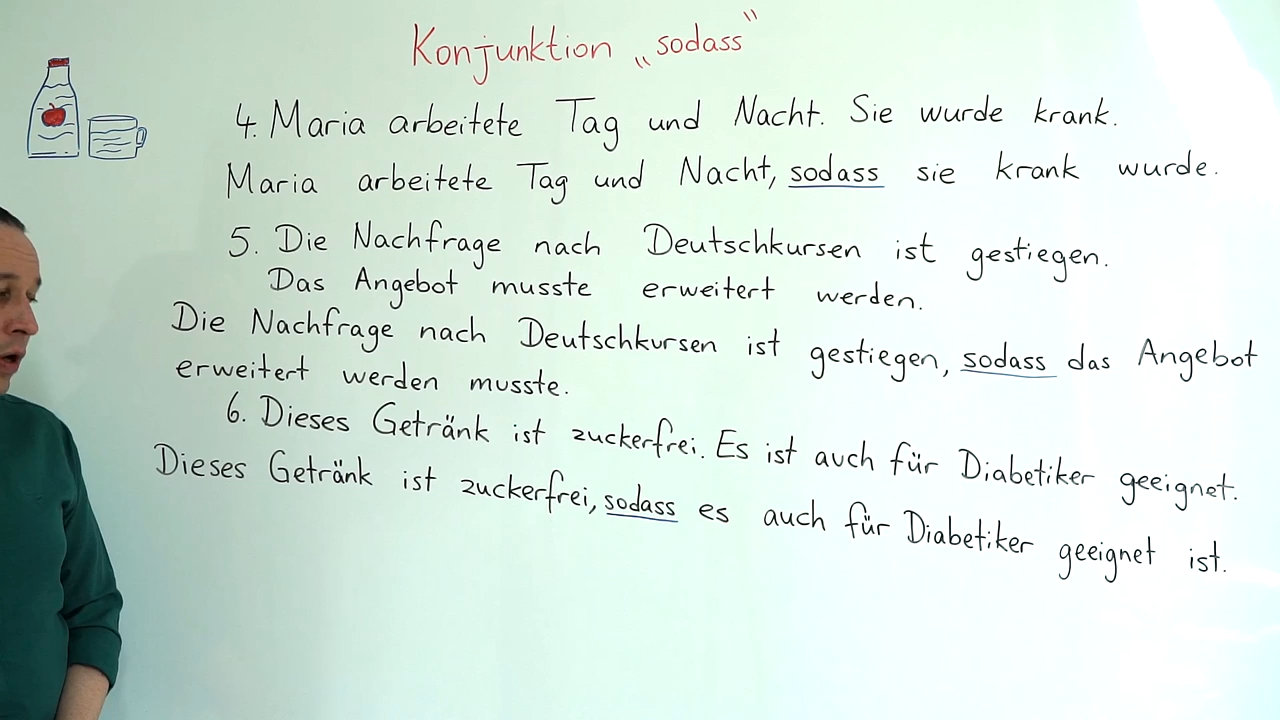 Konjunktion „sodass"
4. Maria arbeitete Tag und Nacht. Sie wurde krank.
Maria arbeitete Tag und Nacht, sodass sie krank wurde.
5. Die Nachfrage nach Deutschkursen ist gestiegen.
Das Angebot musste erweitert werden.
Die Nachfrage nach Deutschkursen ist gestiegen, sodass das Angebot
erweitert werden musste.
6. Dieses Getränk ist zuckerfrei. Es ist auch für Diabetiker geeignet.
Dieses Getränk ist zuckerfrei, sodass es auch für Diabetiker geeignet ist.